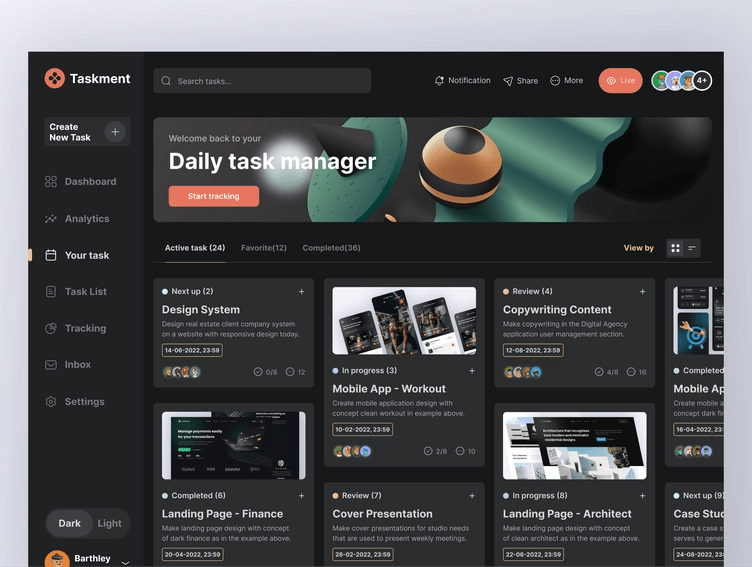 Taskment
Search tasks...
Notification
Share
More
Live
4+
Create
New Task
+
Dashboard
Analytics
Your task
Task List
Tracking
Inbox
Settings
Dark
Light
Barthley
Welcome back to your
Daily task manager
Start tracking
Active task (24)
Favorite(12)
Completed(36)
View by
Next up (2)
+
Design System
Design real estate client company system
on a website with responsive design today.
14-06-2022, 23:59
0/8
12
In progress (3)
+
Mobile App - Workout
Create mobile application design with
concept clean workout in example above.
10-02-2022, 23:59
2/8
10
Review (4)
+
Copywriting Content
Make copywriting in the Digital Agency
application user management section.
12-08-2022, 23:59
4/8
16
Completed
Mobile Ap
Create mobile a
concept dark fin
16-04-2022, 23
Manage payments easily
for your transactions
Completed (6)
+
Landing Page - Finance
Make landing page design with concept
of dark finance as in the example above.
20-04-2022, 23:59
Review (7)
+
Cover Presentation
Make cover presentations for studio needs
that are used to present weekly meetings.
26-02-2022, 23:59
Architecture that recognizes
best modern and minimalist
residential designs.
In progress (8)
+
Landing Page - Architect
Make landing page design with concept
of clean architect as in the example above.
22-06-2022, 23:59
Next up (9)
Case Stud
Create a case s
serves to gener
24-08-2022, 23